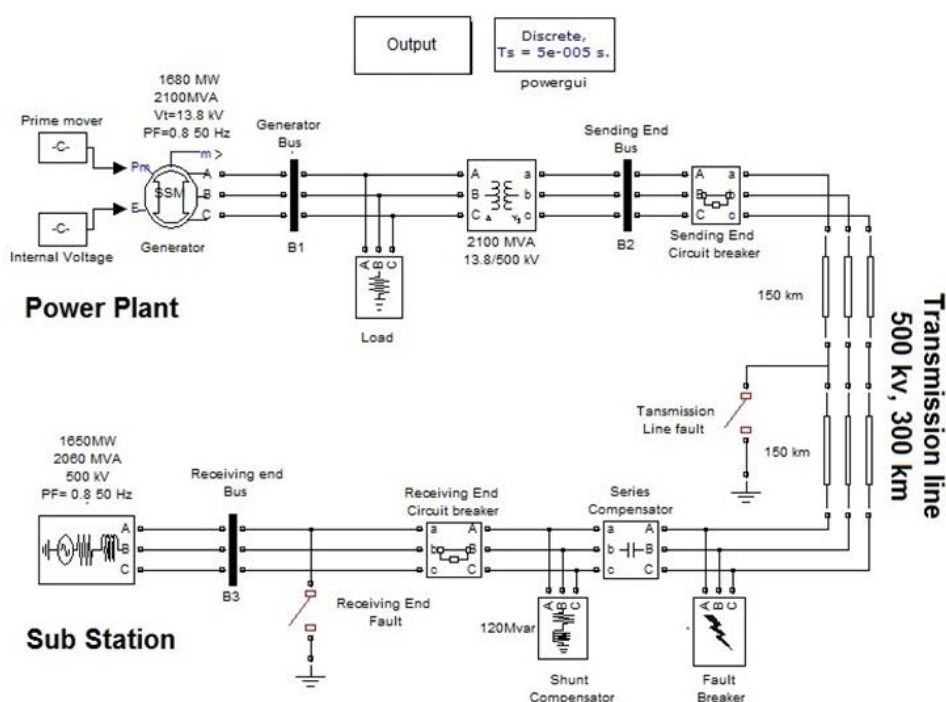 Output
Discrete,
Ts = 5e-005 s.
powergui
1680 MW
2100MVA
Vt=13.8 kV
PF=0.8 50 Hz
Prime mover
-C-
Pm
m >
A
B
C
SSM
E
-C-
Internal Voltage
Generator
Generator
Bus
B1
A
B
C
Load
A
B
C
a
b
c
2100 MVA
13.8/500 kV
Sending End
Bus
B2
A
a
b
C
c
Sending End
Circuit breaker
Power Plant
150 km
Transmission line
500 kv, 300 km
Tansmission
Line fault
150 km
1650MW
2060 MVA
500 kV
PF= 0.8 50 Hz
A
B
C
Receiving end
Bus
B3
Receiving End
Fault
Receiving End
Circuit breaker
a
A
b
B
c
C
Series
Compensator
a
A
b
B
c
C
120Mvar
A
B
C
Shunt
Compensator
A
B
C
Fault
Breaker
Sub Station